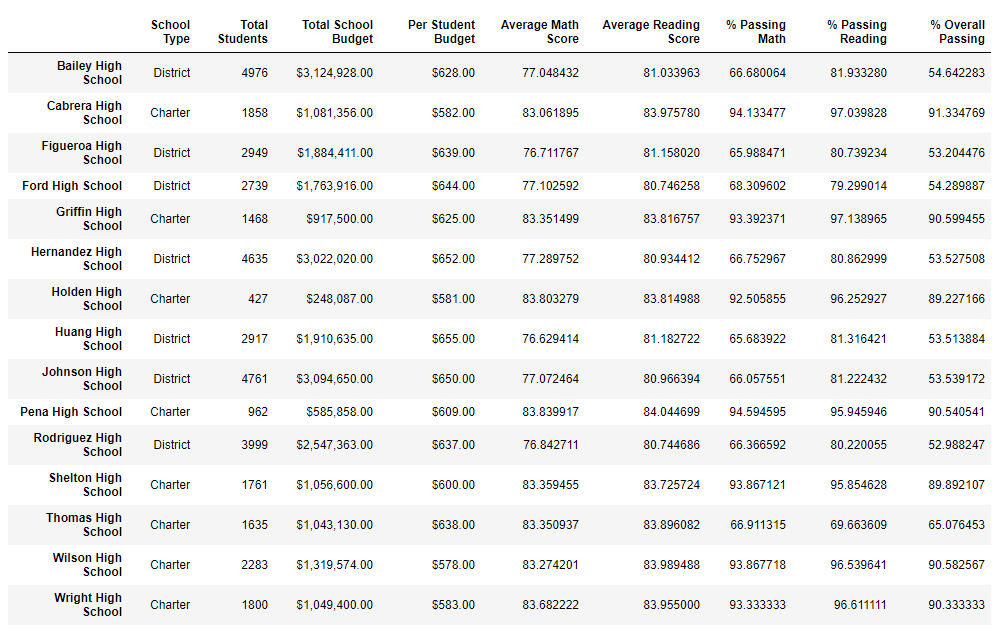 School Type Total Students Total School Budget Per Student Budget Average Math Score Average Reading Score % Passing Math % Passing Reading % Overall Passing
Bailey High School District 4976 $3,124,928.00 $628.00 77.048432 81.033963 66.680064 81.933280 54.642283
Cabrera High School Charter 1858 $1,081,356.00 $582.00 83.061895 83.975780 94.133477 97.039828 91.334769
Figueroa High School District 2949 $1,884,411.00 $639.00 76.711767 81.158020 65.988471 80.739234 53.204476
Ford High School District 2739 $1,763,916.00 $644.00 77.102592 80.746258 68.309602 79.299014 54.289887
Griffin High School Charter 1468 $917,500.00 $625.00 83.351499 83.816757 93.392371 97.138965 90.599455
Hernandez High School District 4635 $3,022,020.00 $652.00 77.289752 80.934412 66.752967 80.862999 53.527508
Holden High School Charter 427 $248,087.00 $581.00 83.803279 83.814988 92.505855 96.252927 89.227166
Huang High School District 2917 $1,910,635.00 $655.00 76.629414 81.182722 65.683922 81.316421 53.513884
Johnson High School District 4761 $3,094,650.00 $650.00 77.072464 80.966394 66.057551 81.222432 53.539172
Pena High School Charter 962 $585,858.00 $609.00 83.839917 84.044699 94.594595 95.945946 90.540541
Rodriguez High School District 3999 $2,547,363.00 $637.00 76.842711 80.744686 66.366592 80.220055 52.988247
Shelton High School Charter 1761 $1,056,600.00 $600.00 83.359455 83.725724 93.867121 95.854628 89.892107
Thomas High School Charter 1635 $1,043,130.00 $638.00 83.350937 83.896082 66.911315 69.663609 65.076453
Wilson High School Charter 2283 $1,319,574.00 $578.00 83.274201 83.989488 93.867718 96.539641 90.582567
Wright High School Charter 1800 $1,049,400.00 $583.00 83.682222 83.955000 93.333333 96.611111 90.333333